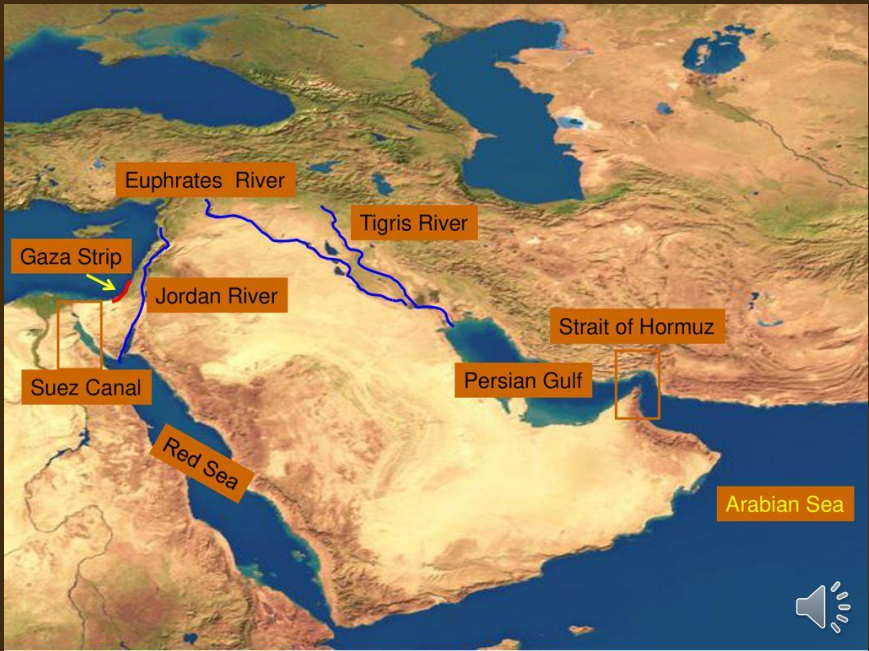 Euphrates River
Tigris River
Gaza Strip
Jordan River
Strait of Hormuz
Suez Canal
Persian Gulf
Red Sea
Arabian Sea